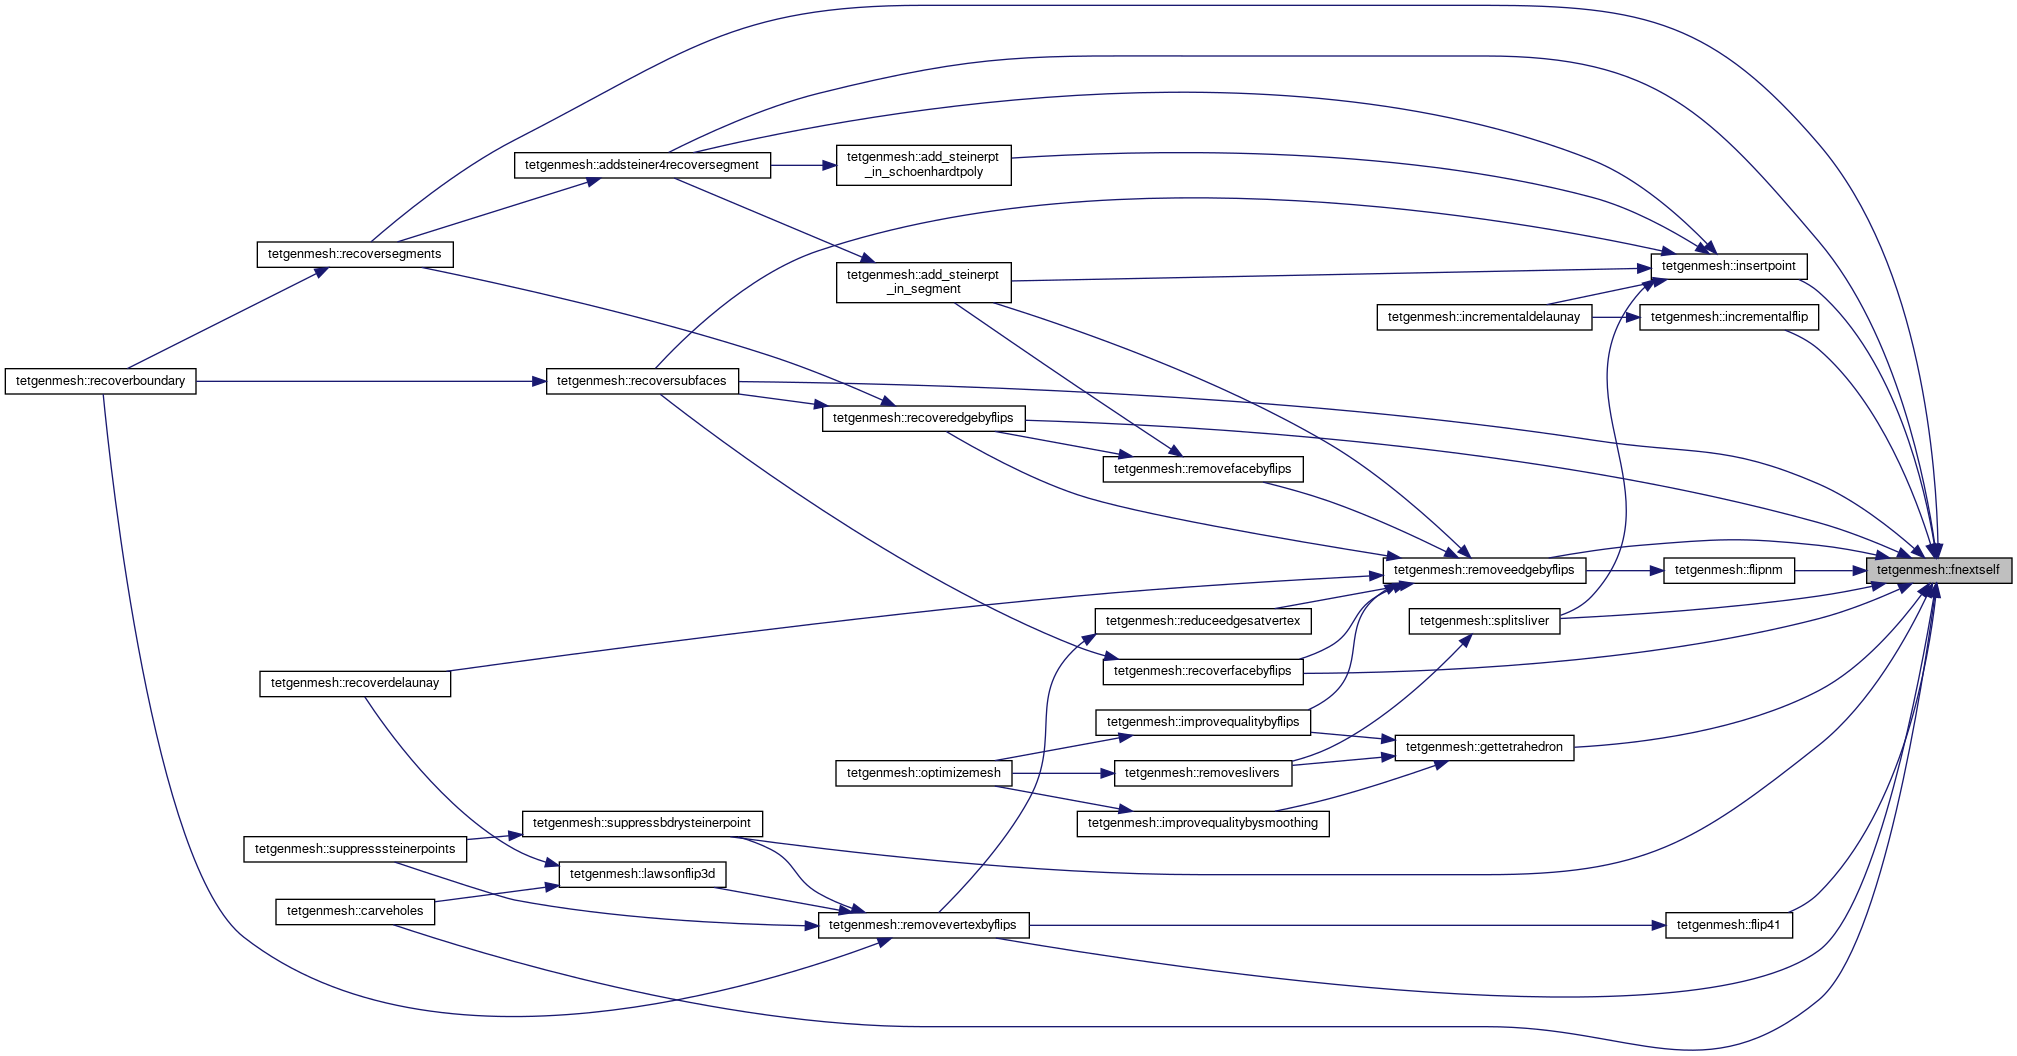 tetgenmesh::addsteiner4recoversegment
tetgenmesh::add_steinerpt
_in_schoenhardtpoly
tetgenmesh::recoversegments
tetgenmesh::insertpoint
tetgenmesh::add_steinerpt
_in_segment
tetgenmesh::incrementaldelaunay
tetgenmesh::incrementalflip
tetgenmesh::recoverboundary
tetgenmesh::recoversubfaces
tetgenmesh::recoveredgebyflips
tetgenmesh::removefacebyflips
tetgenmesh::removeedgebyflips
tetgenmesh::flipnm
tetgenmesh::fnextself
tetgenmesh::reduceedgesatvertex
tetgenmesh::splitsliver
tetgenmesh::recoverfacebyflips
tetgenmesh::recoverdelaunay
tetgenmesh::improvequalitybyflips
tetgenmesh::gettetrahedron
tetgenmesh::optimizemesh
tetgenmesh::removeslivers
tetgenmesh::suppressbdrysteinerpoint
tetgenmesh::improvequalitybysmoothing
tetgenmesh::suppresssteinerpoints
tetgenmesh::lawsonflip3d
tetgenmesh::carveholes
tetgenmesh::removevertexbyflips
tetgenmesh::flip41